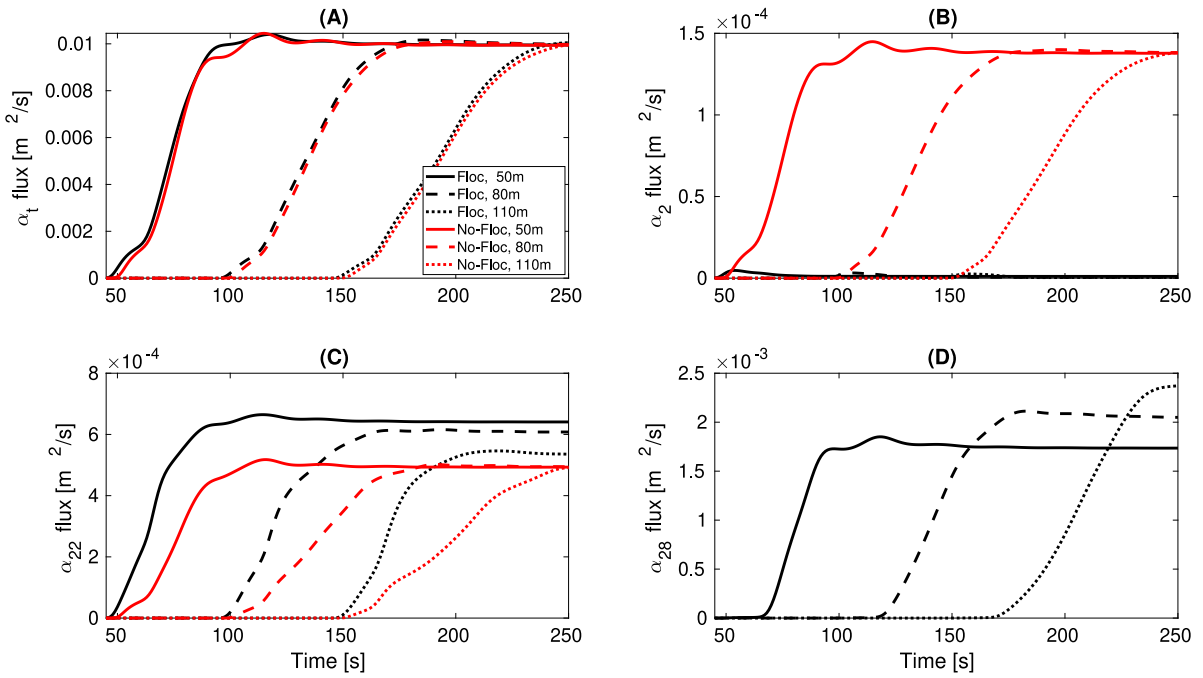 (A)
α_t flux [m ²/s]
0.01
0.008
0.006
0.004
0.002
0
50 100 150 200 250
Floc, 50m
Floc, 80m
Floc, 110m
No-Floc, 50m
No-Floc, 80m
No-Floc, 110m
(B)
×10⁻⁴
α₂ flux [m ²/s]
1.5
1
0.5
0
50 100 150 200 250
(C)
×10⁻⁴
α₂₂ flux [m ²/s]
8
6
4
2
0
50 100 150 200 250
Time [s]
(D)
×10⁻³
α₂₈ flux [m ²/s]
2.5
2
1.5
1
0.5
0
50 100 150 200 250
Time [s]